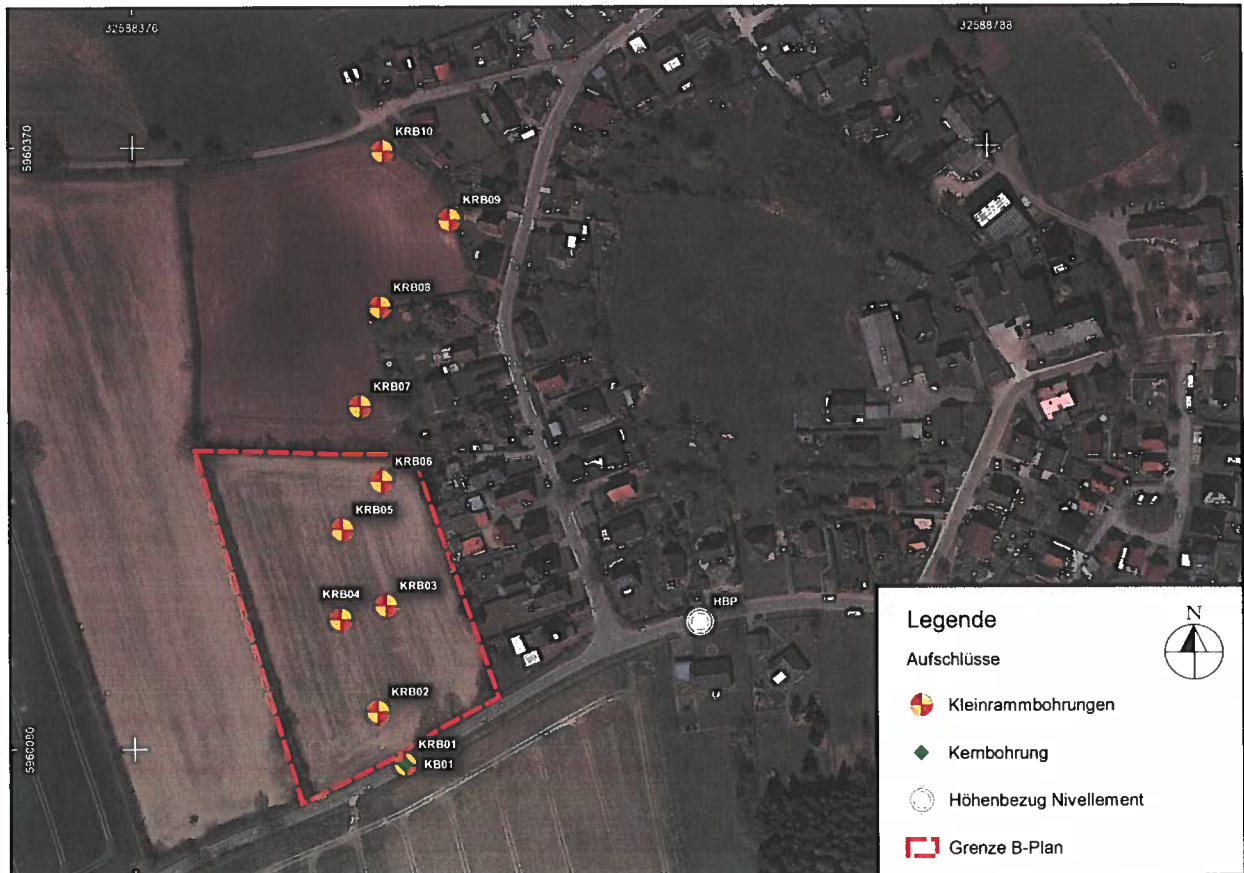 32588376
32588788
5960370
KRB10
KRB09
KRB08
KRB07
KRB06
KRB05
KRB03
KRB04
HBP
KRB02
KRB01
KB01
5960080
Legende
N
Aufschlüsse
Kleinrammbohrungen
Kernbohrung
Höhenbezug Nivellement
Grenze B-Plan